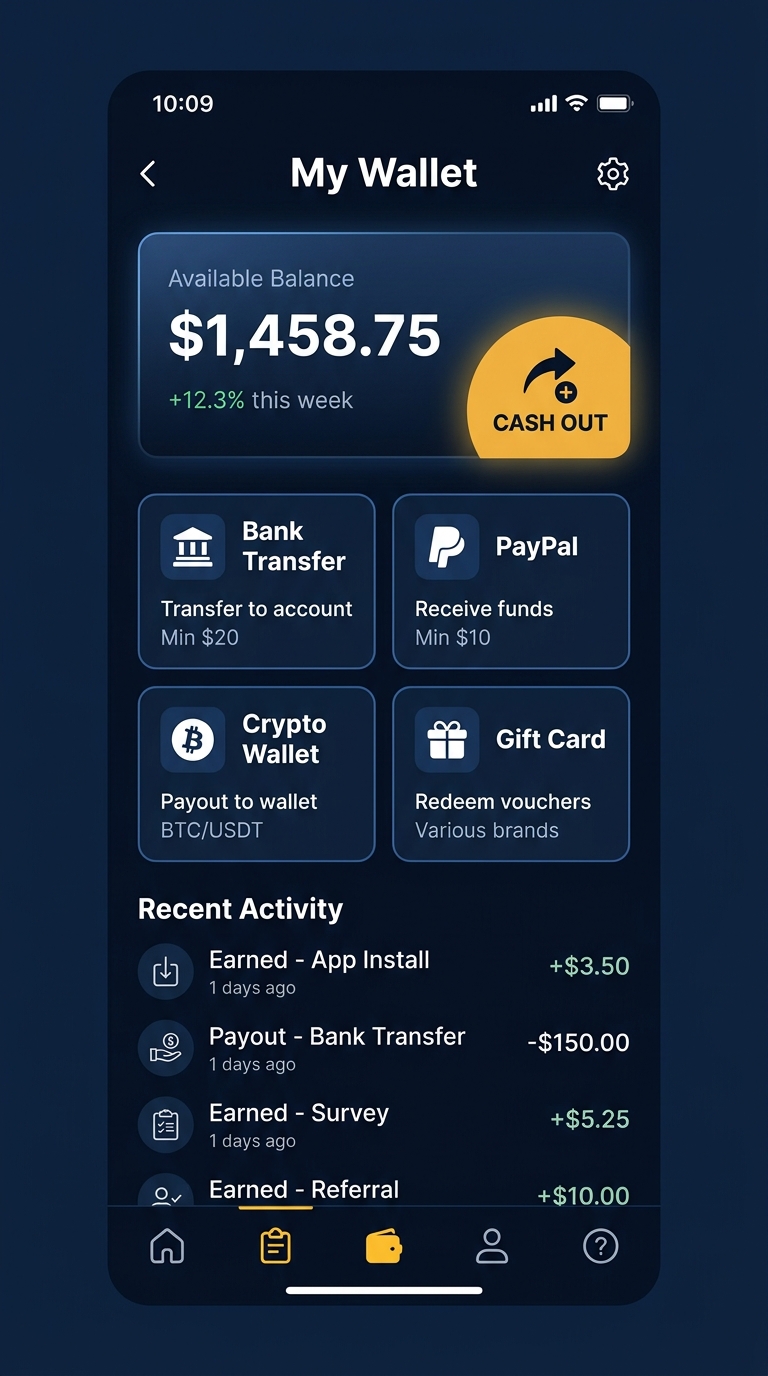 10:09
My Wallet
Available Balance
$1,458.75
+12.3% this week
CASH OUT
Bank
Transfer
Transfer to account
Min $20
PayPal
Receive funds
Min $10
Crypto
Wallet
Payout to wallet
BTC/USDT
Gift Card
Redeem vouchers
Various brands
Recent Activity
Earned - App Install +$3.50
1 days ago
Payout - Bank Transfer -$150.00
1 days ago
Earned - Survey +$5.25
1 days ago
Earned - Referral +$10.00